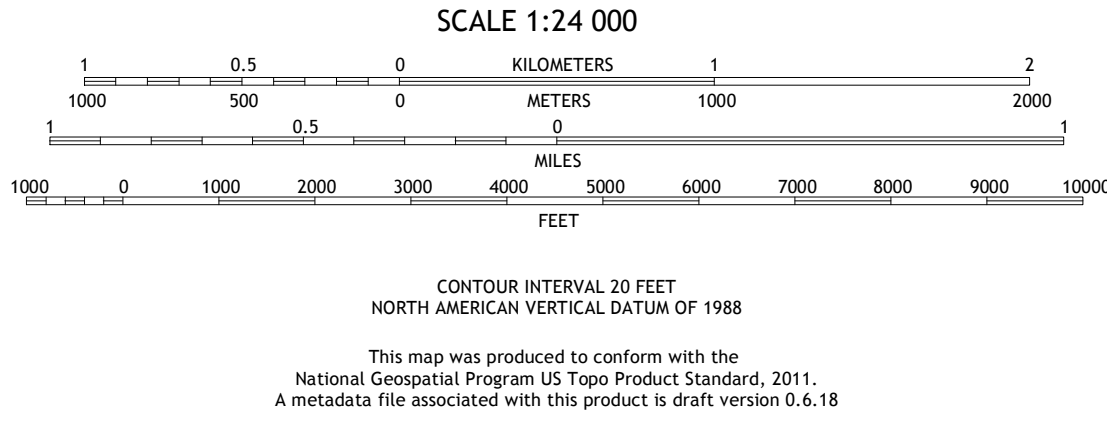 SCALE 1:24 000
1 0.5 0 KILOMETERS 1 2
1000 500 0 METERS 1000 2000
1 0.5 0 1
MILES
1000 0 1000 2000 3000 4000 5000 6000 7000 8000 9000 10000
FEET
CONTOUR INTERVAL 20 FEET
NORTH AMERICAN VERTICAL DATUM OF 1988
This map was produced to conform with the
National Geospatial Program US Topo Product Standard, 2011.
A metadata file associated with this product is draft version 0.6.18